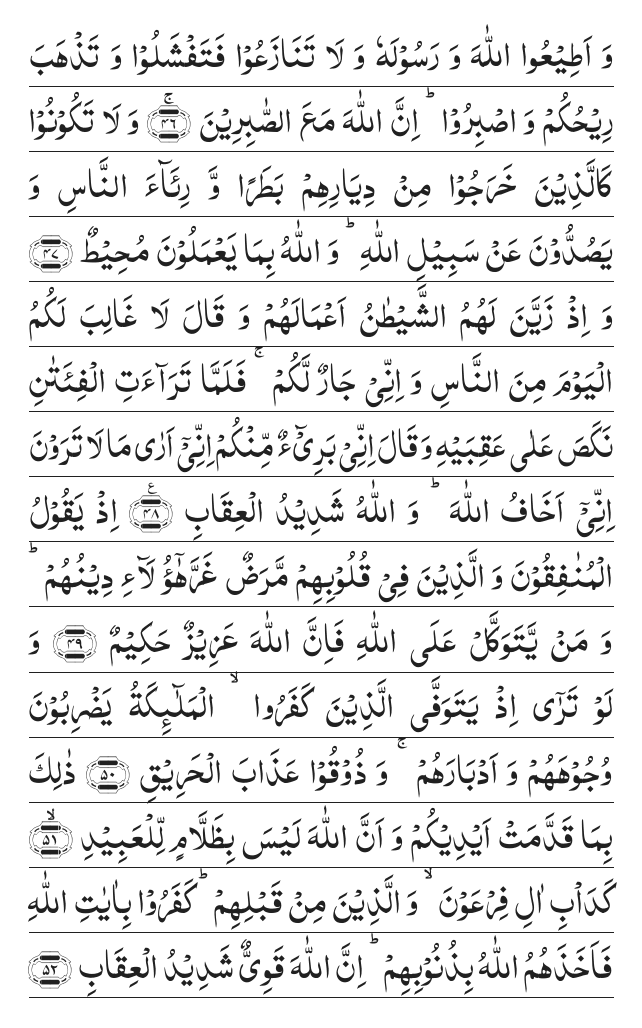 وَ اَطِیۡعُوا اللّٰہَ وَ رَسُوۡلَہٗ وَ لَا تَنَازَعُوۡا فَتَفۡشَلُوۡا وَ تَذۡہَبَ
رِیۡحُکُمۡ وَ اصۡبِرُوۡا ؕ اِنَّ اللّٰہَ مَعَ الصّٰبِرِیۡنَ ﴿ۚ۴۶﴾ وَ لَا تَکُوۡنُوۡا
کَالَّذِیۡنَ خَرَجُوۡا مِنۡ دِیَارِہِمۡ بَطَرًا وَّ رِئَآءَ النَّاسِ وَ
یَصُدُّوۡنَ عَنۡ سَبِیۡلِ اللّٰہِ ؕ وَ اللّٰہُ بِمَا یَعۡمَلُوۡنَ مُحِیۡطٌ ﴿۴۷﴾
وَ اِذۡ زَیَّنَ لَہُمُ الشَّیۡطٰنُ اَعۡمَالَہُمۡ وَ قَالَ لَا غَالِبَ لَکُمُ
الۡیَوۡمَ مِنَ النَّاسِ وَ اِنِّیۡ جَارٌ لَّکُمۡ ۚ فَلَمَّا تَرَآءَتِ الۡفِئَتٰنِ
نَکَصَ عَلٰی عَقِبَیۡہِ وَ قَالَ اِنِّیۡ بَرِیۡٓءٌ مِّنۡکُمۡ اِنِّیۡۤ اَرٰی مَا لَا تَرَوۡنَ
اِنِّیۡۤ اَخَافُ اللّٰہَ ؕ وَ اللّٰہُ شَدِیۡدُ الۡعِقَابِ ﴿٪۴۸﴾ اِذۡ یَقُوۡلُ
الۡمُنٰفِقُوۡنَ وَ الَّذِیۡنَ فِیۡ قُلُوۡبِہِمۡ مَّرَضٌ غَرَّہٰۤؤُ لَآءِ دِیۡنُہُمۡ ؕ
وَ مَنۡ یَّتَوَکَّلۡ عَلَی اللّٰہِ فَاِنَّ اللّٰہَ عَزِیۡزٌ حَکِیۡمٌ ﴿۴۹﴾ وَ
لَوۡ تَرٰۤی اِذۡ یَتَوَفَّی الَّذِیۡنَ کَفَرُوا ۙ الۡمَلٰٓئِکَۃُ یَضۡرِبُوۡنَ
وُجُوۡہَہُمۡ وَ اَدۡبَارَہُمۡ ۚ وَ ذُوۡقُوۡا عَذَابَ الۡحَرِیۡقِ ﴿۵۰﴾ ذٰلِکَ
بِمَا قَدَّمَتۡ اَیۡدِیۡکُمۡ وَ اَنَّ اللّٰہَ لَیۡسَ بِظَلَّامٍ لِّلۡعَبِیۡدِ ﴿ۙ۵۱﴾
کَدَاۡبِ اٰلِ فِرۡعَوۡنَ ۙ وَ الَّذِیۡنَ مِنۡ قَبۡلِہِمۡ ؕ کَفَرُوۡا بِاٰیٰتِ اللّٰہِ
فَاَخَذَہُمُ اللّٰہُ بِذُنُوۡبِہِمۡ ؕ اِنَّ اللّٰہَ قَوِیٌّ شَدِیۡدُ الۡعِقَابِ ﴿۵۲﴾